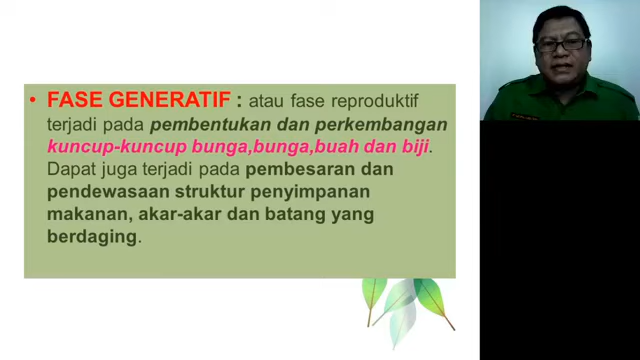 • FASE GENERATIF : atau fase reproduktif
terjadi pada pembentukan dan perkembangan
kuncup-kuncup bunga,bunga,buah dan biji.
Dapat juga terjadi pada pembesaran dan
pendewasaan struktur penyimpanan
makanan, akar-akar dan batang yang
berdaging.